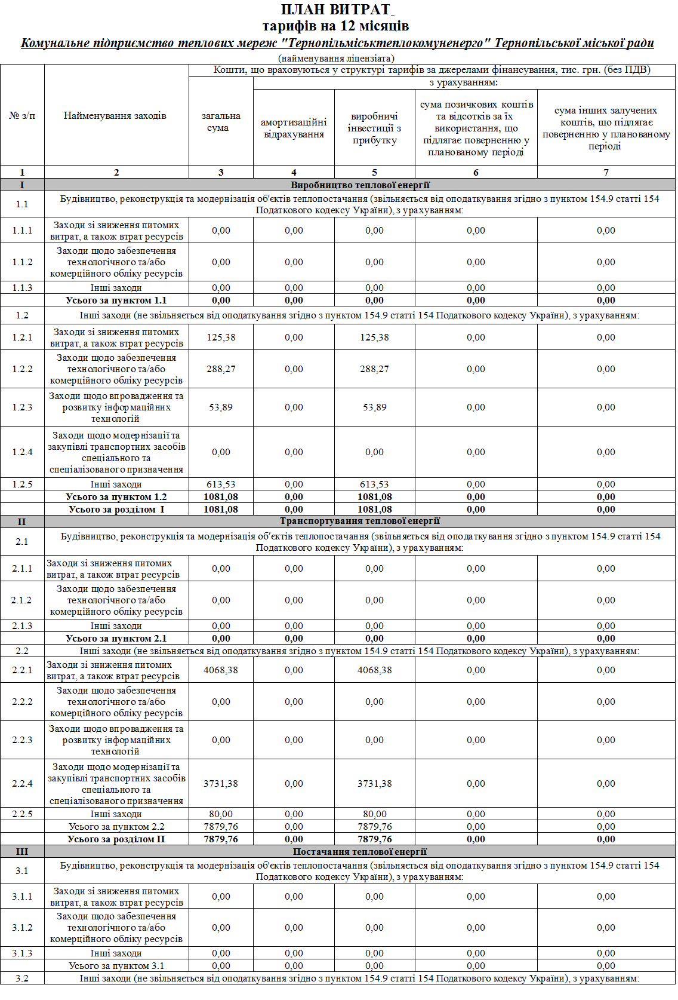 ПЛАН ВИТРАТ
тарифів на 12 місяців
Комунальне підприємство теплових мереж "Тернопільміськтеплокомуненерго" Тернопільської міської ради
(найменування ліцензіата)
№ з/п
Найменування заходів
Кошти, що враховуються у структурі тарифів за джерелами фінансування, тис. грн. (без ПДВ)
загальна
сума
з урахуванням:
амортизаційні
відрахування
виробничі
інвестиції з
прибутку
сума позичкових коштів
та відсотків за їх
використання, що
підлягає поверненню у
планованому періоді
сума інших залучених
коштів, що підлягає
поверненню у планованому
періоді
1 2 3 4 5 6 7
I Виробництво теплової енергії
1.1 Будівництво, реконструкція та модернізація об'єктів теплопостачання (звільняється від оподаткування згідно з пунктом 154.9 статті 154
Податкового кодексу України), з урахуванням:
1.1.1 Заходи зі зниження питомих
витрат, а також втрат ресурсів 0,00 0,00 0,00 0,00 0,00
1.1.2 Заходи щодо забезпечення
технологічного та/або
комерційного обліку ресурсів 0,00 0,00 0,00 0,00 0,00
1.1.3 Інші заходи 0,00 0,00 0,00 0,00 0,00
Усього за пунктом 1.1 0,00 0,00 0,00 0,00 0,00
1.2 Інші заходи (не звільняється від оподаткування згідно з пунктом 154.9 статті 154 Податкового кодексу України), з урахуванням:
1.2.1 Заходи зі зниження питомих
витрат, а також втрат ресурсів 125,38 0,00 125,38 0,00 0,00
1.2.2 Заходи щодо забезпечення
технологічного та/або
комерційного обліку ресурсів 288,27 0,00 288,27 0,00 0,00
1.2.3 Заходи щодо впровадження та
розвитку інформаційних
технологій 53,89 0,00 53,89 0,00 0,00
1.2.4 Заходи щодо модернізації та
закупівлі транспортних засобів
спеціального та
спеціалізованого призначення 0,00 0,00 0,00 0,00 0,00
1.2.5 Інші заходи 613,53 0,00 613,53 0,00 0,00
Усього за пунктом 1.2 1081,08 0,00 1081,08 0,00 0,00
Усього за розділом I 1081,08 0,00 1081,08 0,00 0,00
II Транспортування теплової енергії
2.1 Будівництво, реконструкція та модернізація об’єктів теплопостачання (звільняється від оподаткування згідно з пунктом 154.9 статті 154
Податкового кодексу України), з урахуванням:
2.1.1 Заходи зі зниження питомих
витрат, а також втрат ресурсів 0,00 0,00 0,00 0,00 0,00
2.1.2 Заходи щодо забезпечення
технологічного та/або
комерційного обліку ресурсів 0,00 0,00 0,00 0,00 0,00
2.1.3 Інші заходи 0,00 0,00 0,00 0,00 0,00
Усього за пунктом 2.1 0,00 0,00 0,00 0,00 0,00
2.2 Інші заходи (не звільняється від оподаткування згідно з пунктом 154.9 статті 154 Податкового кодексу України), з урахуванням:
2.2.1 Заходи зі зниження питомих
витрат, а також втрат ресурсів 4068,38 0,00 4068,38 0,00 0,00
2.2.2 Заходи щодо забезпечення
технологічного та/або
комерційного обліку ресурсів 0,00 0,00 0,00 0,00 0,00
2.2.3 Заходи щодо впровадження та
розвитку інформаційних
технологій 0,00 0,00 0,00 0,00 0,00
2.2.4 Заходи щодо модернізації та
закупівлі транспортних засобів
спеціального та
спеціалізованого призначення 3731,38 0,00 3731,38 0,00 0,00
2.2.5 Інші заходи 80,00 0,00 80,00 0,00 0,00
Усього за пунктом 2.2 7879,76 0,00 7879,76 0,00 0,00
Усього за розділом II 7879,76 0,00 7879,76 0,00 0,00
III Постачання теплової енергії
3.1 Будівництво, реконструкція та модернізація об'єктів теплопостачання (звільняється від оподаткування згідно з пунктом 154.9 статті 154
Податкового кодексу України), з урахуванням:
3.1.1 Заходи зі зниження питомих
витрат, а також втрат ресурсів 0,00 0,00 0,00 0,00 0,00
3.1.2 Заходи щодо забезпечення
технологічного та/або
комерційного обліку ресурсів 0,00 0,00 0,00 0,00 0,00
3.1.3 Інші заходи 0,00 0,00 0,00 0,00 0,00
Усього за пунктом 3.1 0,00 0,00 0,00 0,00 0,00
3.2 Інші заходи (не звільняється від оподаткування згідно з пунктом 154.9 статті 154 Податкового кодексу України), з урахуванням: